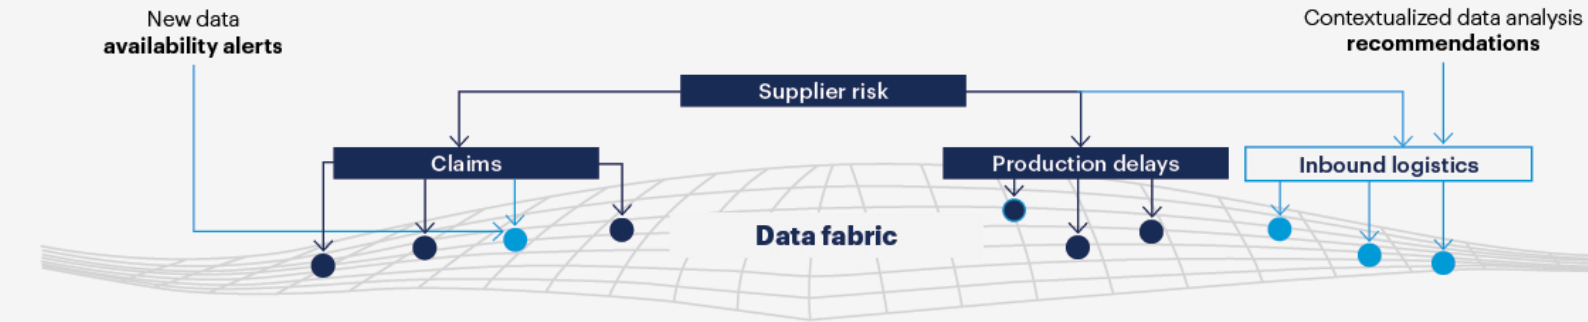 New data
availability alerts
Contextualized data analysis
recommendations
Supplier risk
Claims
Production delays
Inbound logistics
Data fabric